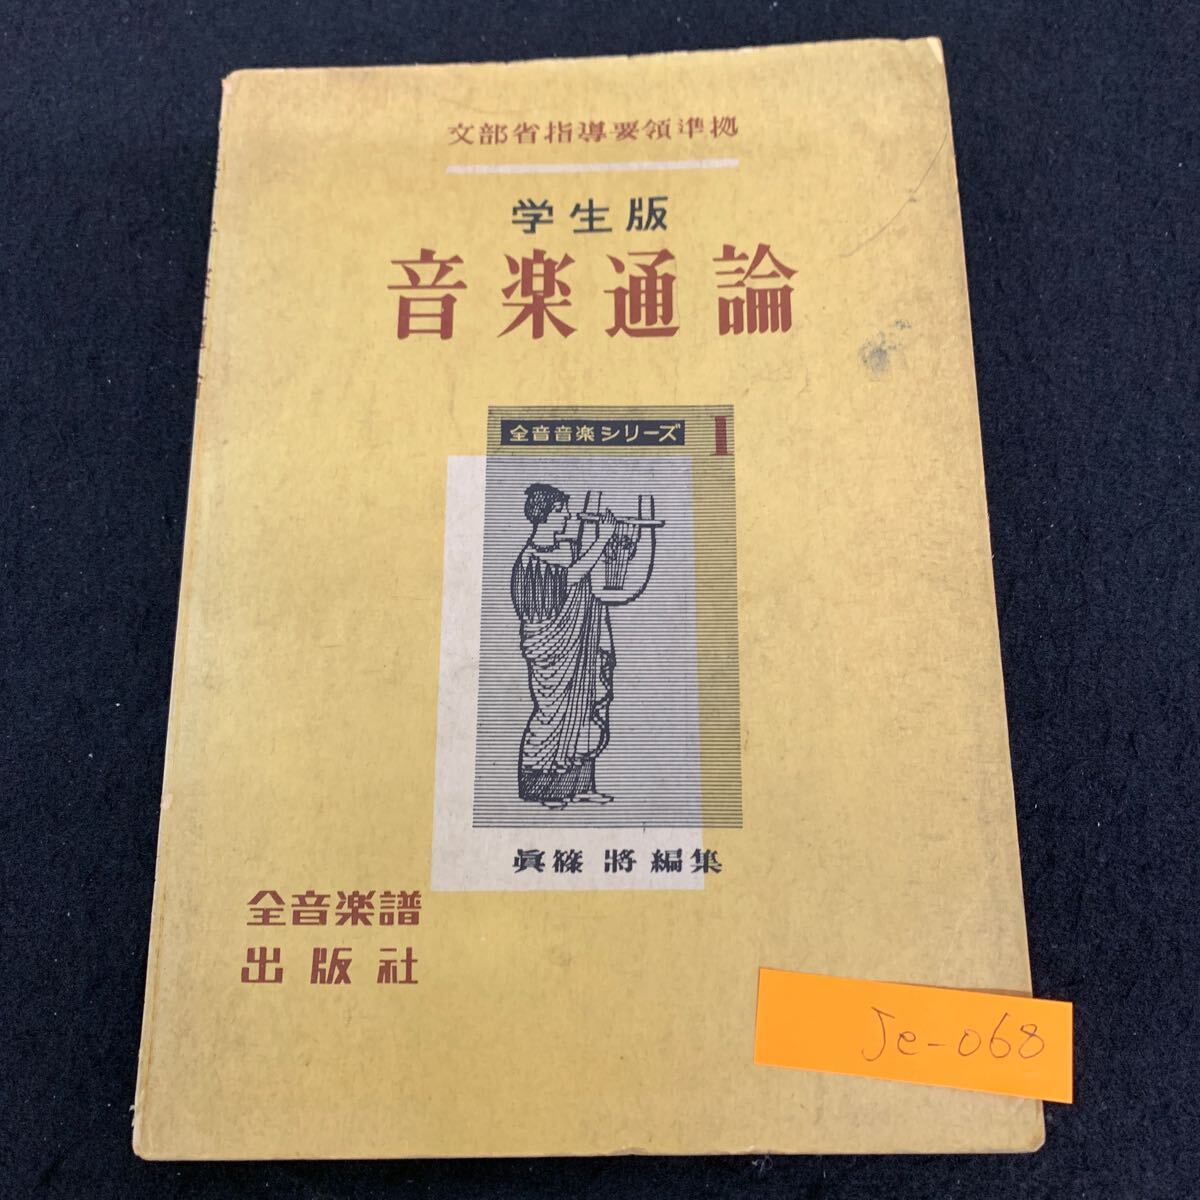 文部省指導要領準拠
学生版
音楽通論
全音音楽シリーズ 1
眞篠 將 編集
全音楽譜
出版社
Je-068